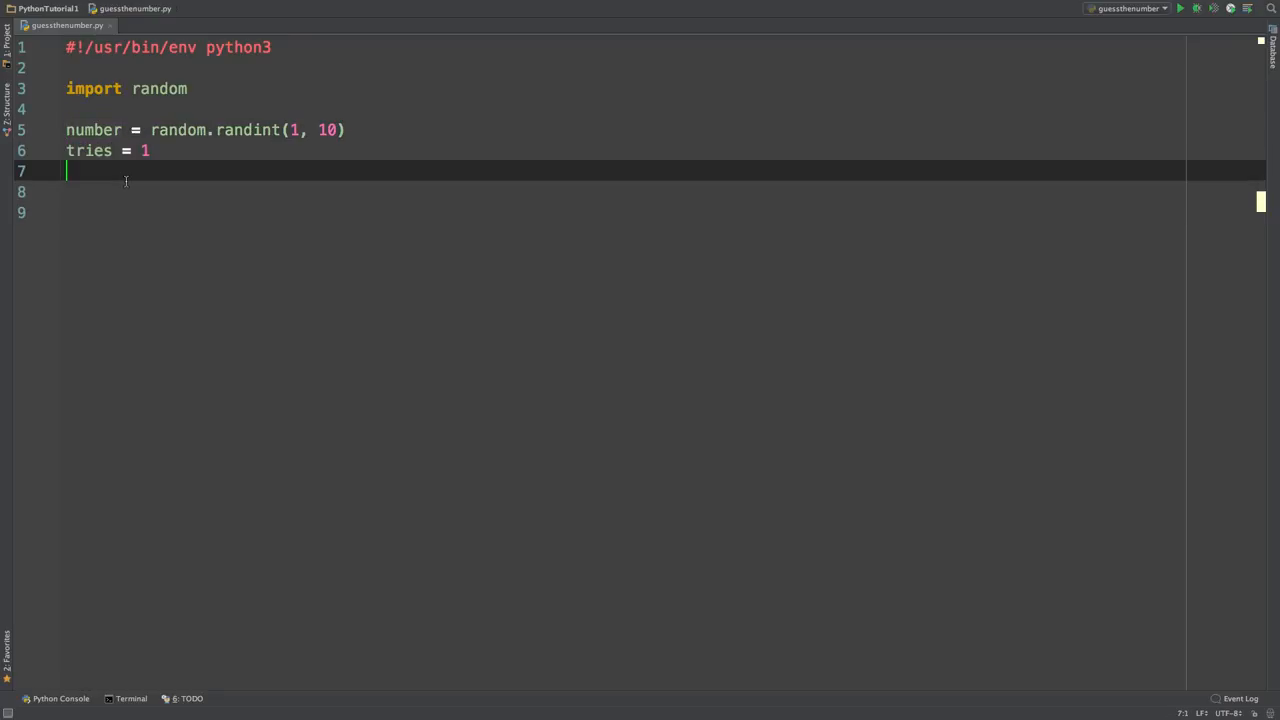 PythonTutorial1 guessthenumber.py guessthenumber
guessthenumber.py
1: Project
Z: Structure
2: Favorites
Database
1 #!/usr/bin/env python3
2
3 import random
4
5 number = random.randint(1, 10)
6 tries = 1
7
8
9
Python Console Terminal 6: TODO Event Log
7:1 LF÷ UTF-8÷